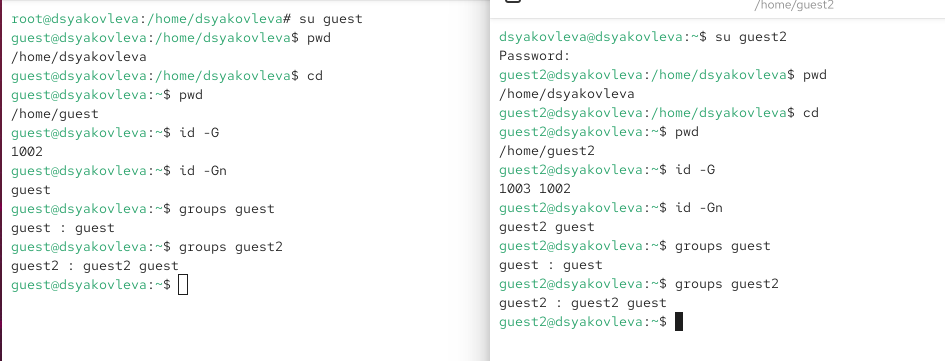 root@dsyakovleva:/home/dsyakovleva# su guest
guest@dsyakovleva:/home/dsyakovleva$ pwd
/home/dsyakovleva
guest@dsyakovleva:/home/dsyakovleva$ cd
guest@dsyakovleva:~$ pwd
/home/guest
guest@dsyakovleva:~$ id -G
1002
guest@dsyakovleva:~$ id -Gn
guest
guest@dsyakovleva:~$ groups guest
guest : guest
guest@dsyakovleva:~$ groups guest2
guest2 : guest2 guest
guest@dsyakovleva:~$
/home/guest2
dsyakovleva@dsyakovleva:~$ su guest2
Password:
guest2@dsyakovleva:/home/dsyakovleva$ pwd
/home/dsyakovleva
guest2@dsyakovleva:/home/dsyakovleva$ cd
guest2@dsyakovleva:~$ pwd
/home/guest2
guest2@dsyakovleva:~$ id -G
1003 1002
guest2@dsyakovleva:~$ id -Gn
guest2 guest
guest2@dsyakovleva:~$ groups guest
guest : guest
guest2@dsyakovleva:~$ groups guest2
guest2 : guest2 guest
guest2@dsyakovleva:~$